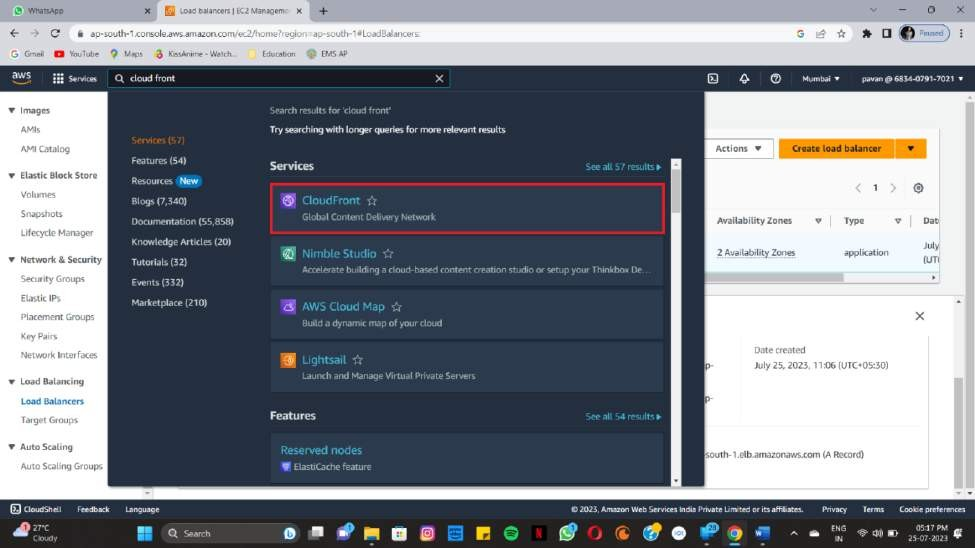 WhatsApp
Load balancers | EC2 Manageme
ap-south-1.console.aws.amazon.com/ec2/home?region=ap-south-1#LoadBalancers:
Paused
Gmail
YouTube
Maps
KissAnime - Watch...
Education
EMS AP
aws
Services
cloud front
Mumbai
pavan @ 6834-0791-7021
Images
AMIs
AMI Catalog
Elastic Block Store
Volumes
Snapshots
Lifecycle Manager
Network & Security
Security Groups
Elastic IPs
Placement Groups
Key Pairs
Network Interfaces
Load Balancing
Load Balancers
Target Groups
Auto Scaling
Auto Scaling Groups
Services (57)
Features (54)
Resources New
Blogs (7,340)
Documentation (55,858)
Knowledge Articles (20)
Tutorials (32)
Events (332)
Marketplace (210)
Search results for 'cloud front'
Try searching with longer queries for more relevant results
Services
See all 57 results
CloudFront
Global Content Delivery Network
Nimble Studio
Accelerate building a cloud-based content creation studio or setup your Thinkbox De...
AWS Cloud Map
Build a dynamic map of your cloud
Lightsail
Launch and Manage Virtual Private Servers
Features
See all 54 results
Reserved nodes
ElastiCache feature
Actions
Create load balancer
1
Availability Zones
Type
Date
2 Availability Zones
application
July
(UTC
Date created
July 25, 2023, 11:06 (UTC+05:30)
p-
p-
south-1.elb.amazonaws.com (A Record)
CloudShell
Feedback
Language
© 2023, Amazon Web Services India Private Limited or its affiliates.
Privacy
Terms
Cookie preferences
27°C
Cloudy
Search
ENG
IN
05:17 PM
25-07-2023